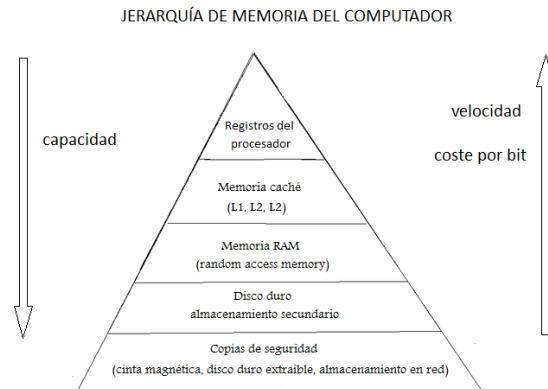 JERARQUÍA DE MEMORIA DEL COMPUTADOR
capacidad
velocidad
coste por bit
Registros del
procesador
Memoria caché
(L1, L2, L2)
Memoria RAM
(random access memory)
Disco duro
almacenamiento secundario
Copias de seguridad
(cinta magnética, disco duro extraible, almacenamiento en red)